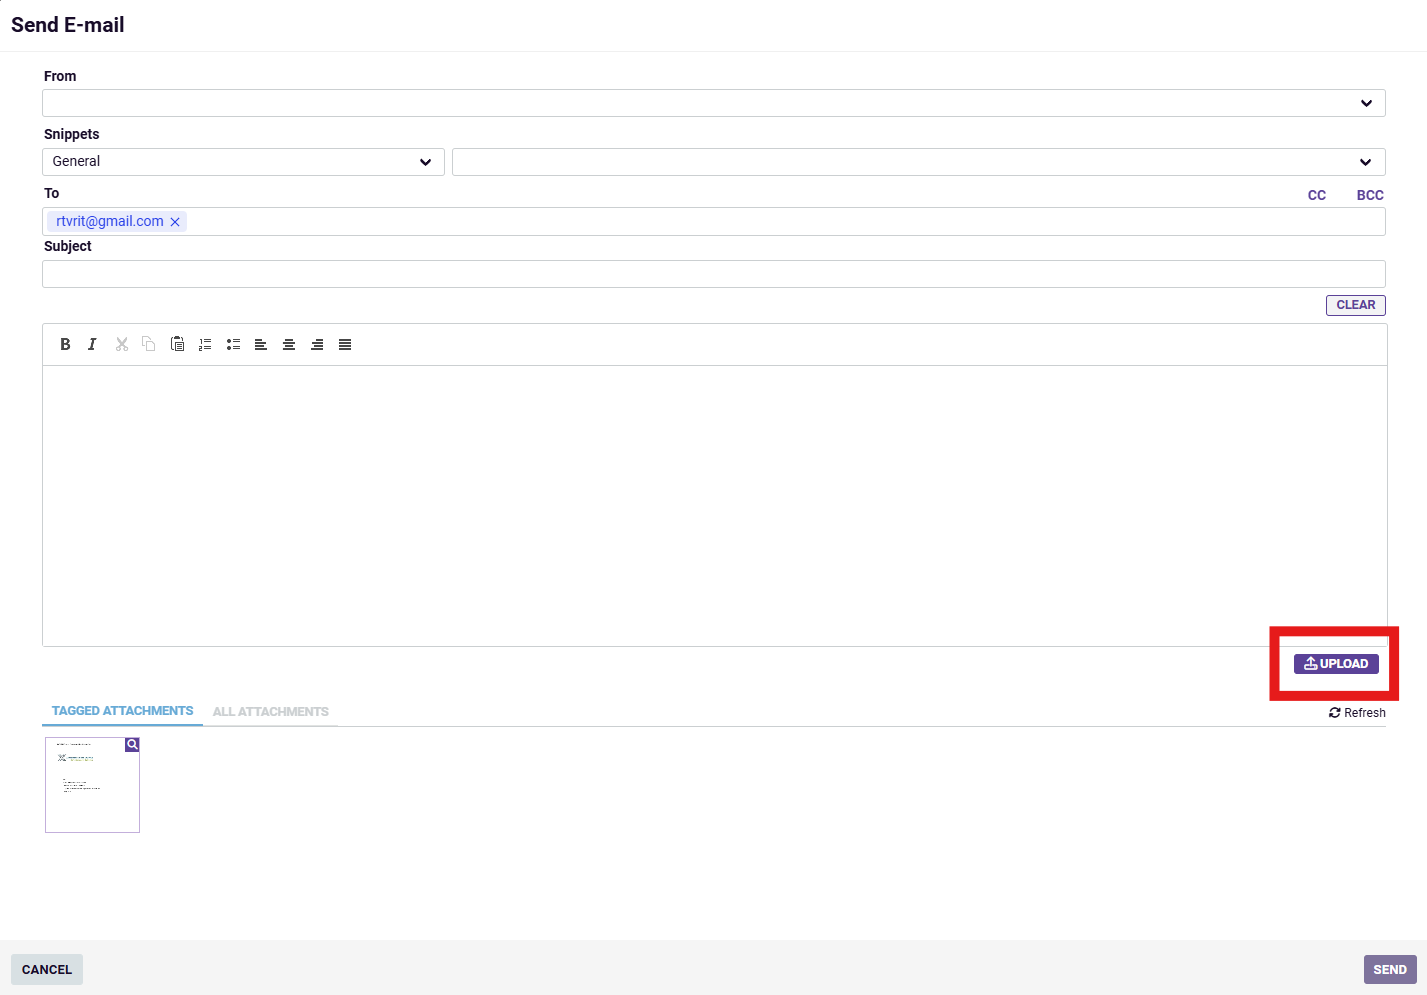 Send E-mail
From
Snippets
General
To
CC BCC
rtvrit@gmail.com
Subject
CLEAR
B I
UPLOAD
TAGGED ATTACHMENTS ALL ATTACHMENTS
Refresh
CANCEL SEND